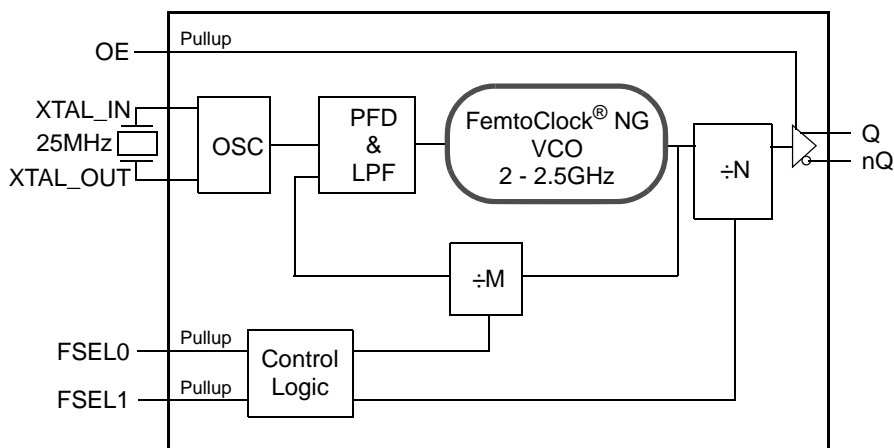 OE
Pullup
XTAL_IN
25MHz
XTAL_OUT
OSC
PFD
&
LPF
FemtoClock® NG
VCO
2 - 2.5GHz
÷N
Q
nQ
÷M
FSEL0
Pullup
FSEL1
Pullup
Control
Logic